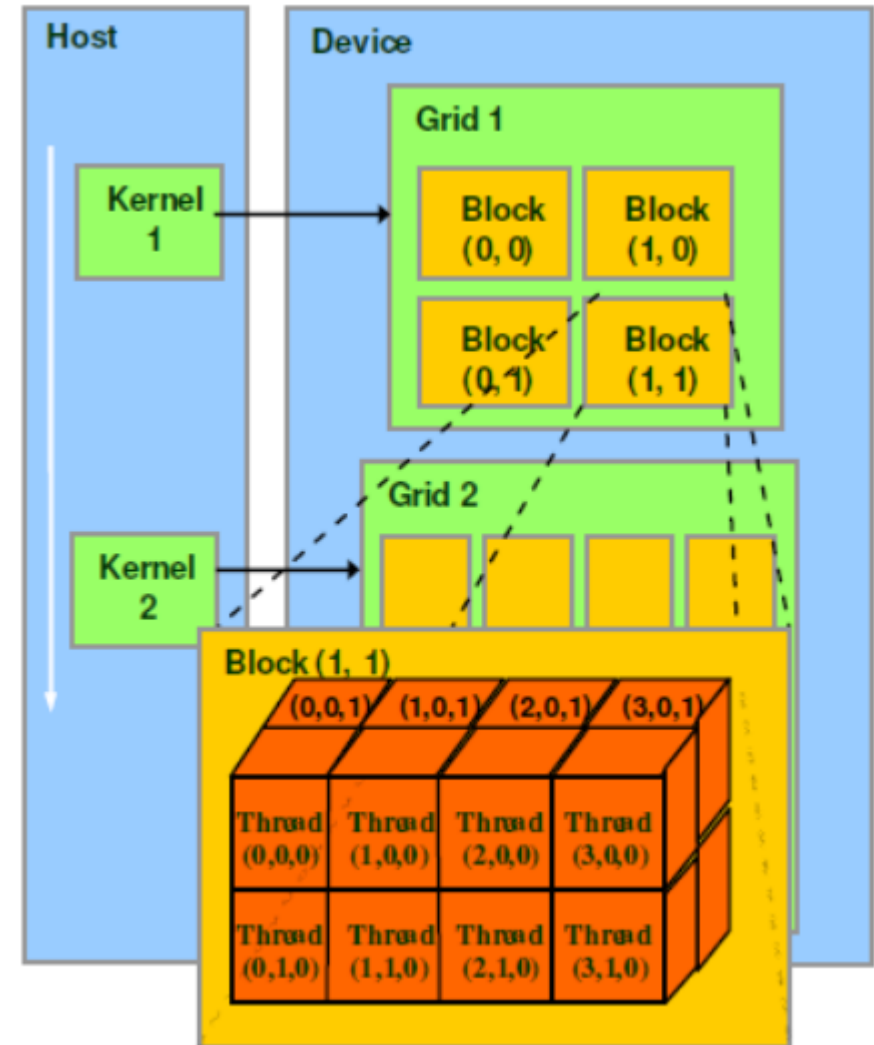 Host
Device
Grid 1
Kernel
1
Block
(0, 0)
Block
(1, 0)
Block
(0, 1)
Block
(1, 1)
Grid 2
Kernel
2
Block (1, 1)
(0,0,1) (1,0,1) (2,0,1) (3,0,1)
Thread
(0,0,0)
Thread
(1,0,0)
Thread
(2,0,0)
Thread
(3,0,0)
Thread
(0,1,0)
Thread
(1,1,0)
Thread
(2,1,0)
Thread
(3,1,0)